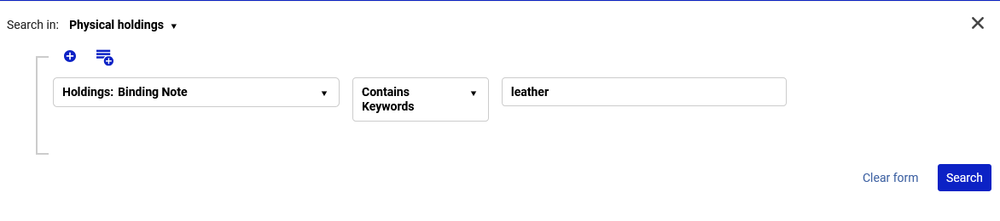 Search in: Physical holdings
Holdings: Binding Note
Contains
Keywords
leather
Clear form
Search